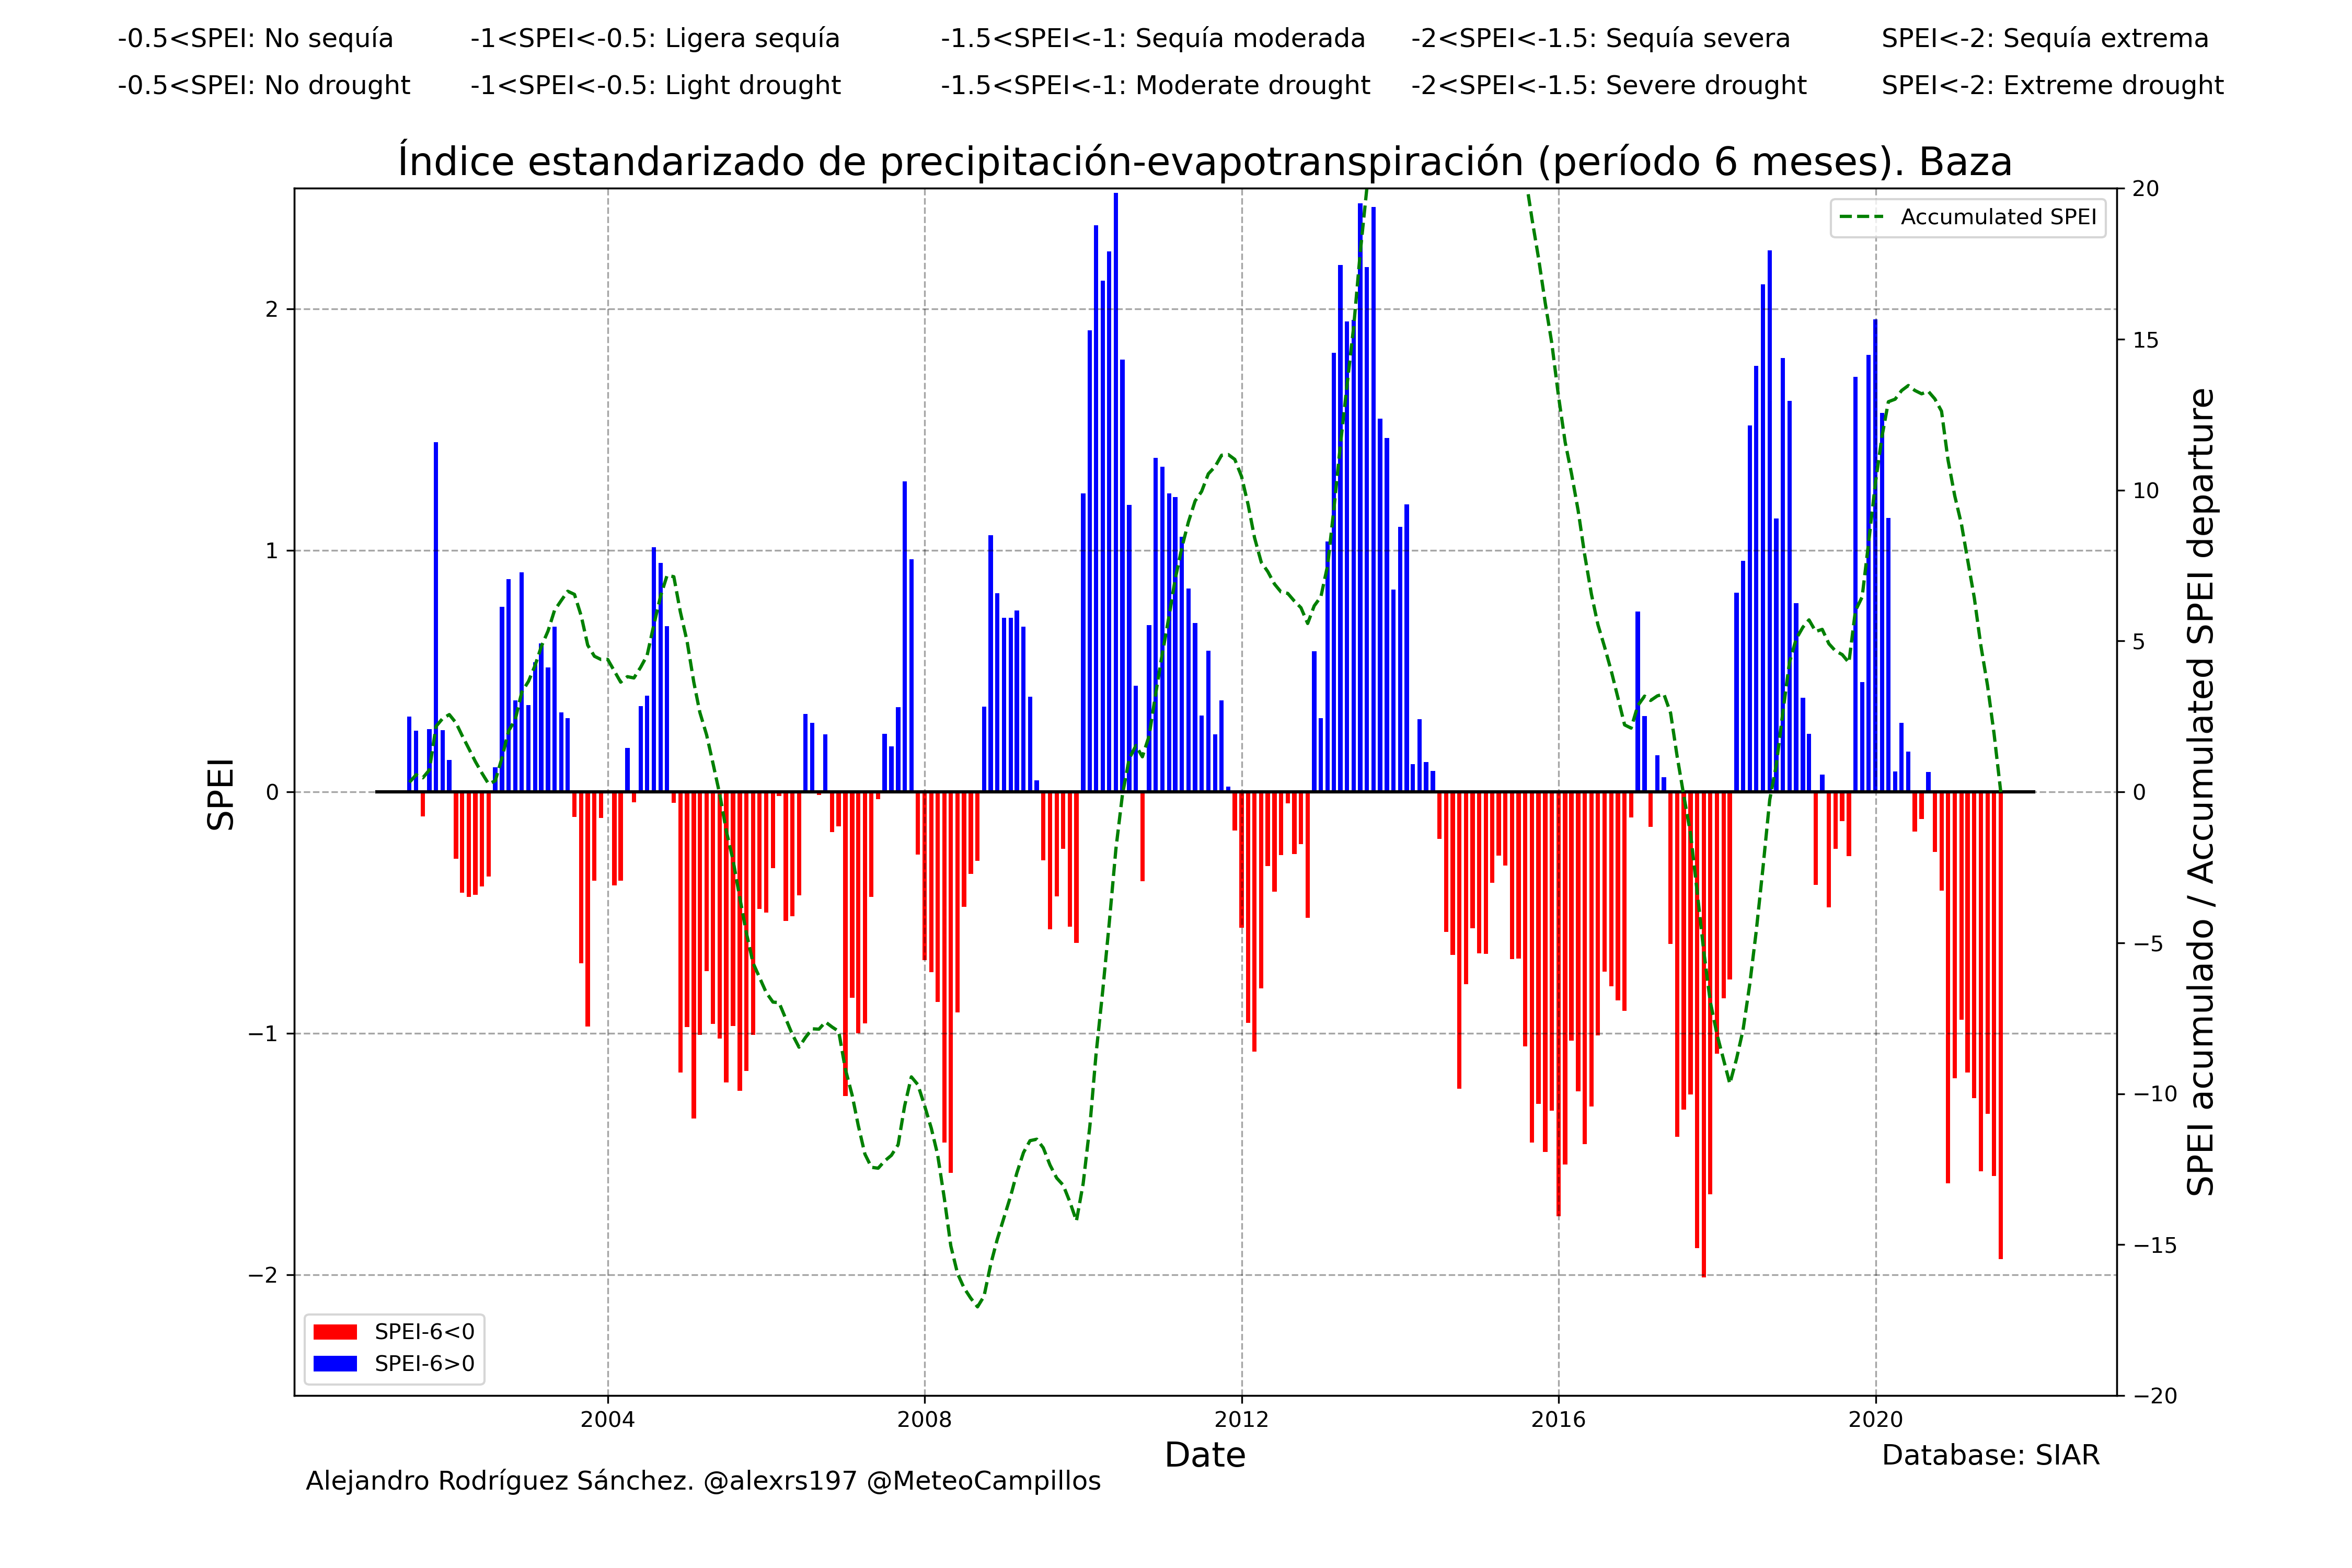 -0.5<SPEI: No sequía -1<SPEI<-0.5: Ligera sequía -1.5<SPEI<-1: Sequía moderada -2<SPEI<-1.5: Sequía severa SPEI<-2: Sequía extrema
-0.5<SPEI: No drought -1<SPEI<-0.5: Light drought -1.5<SPEI<-1: Moderate drought -2<SPEI<-1.5: Severe drought SPEI<-2: Extreme drought
Índice estandarizado de precipitación-evapotranspiración (período 6 meses). Baza
Accumulated SPEI
SPEI
2
1
0
−1
−2
20
15
10
5
0
−5
−10
−15
−20
SPEI acumulado / Accumulated SPEI departure
SPEI-6<0
SPEI-6>0
2004 2008 2012 2016 2020
Date
Database: SIAR
Alejandro Rodríguez Sánchez. @alexrs197 @MeteoCampillos